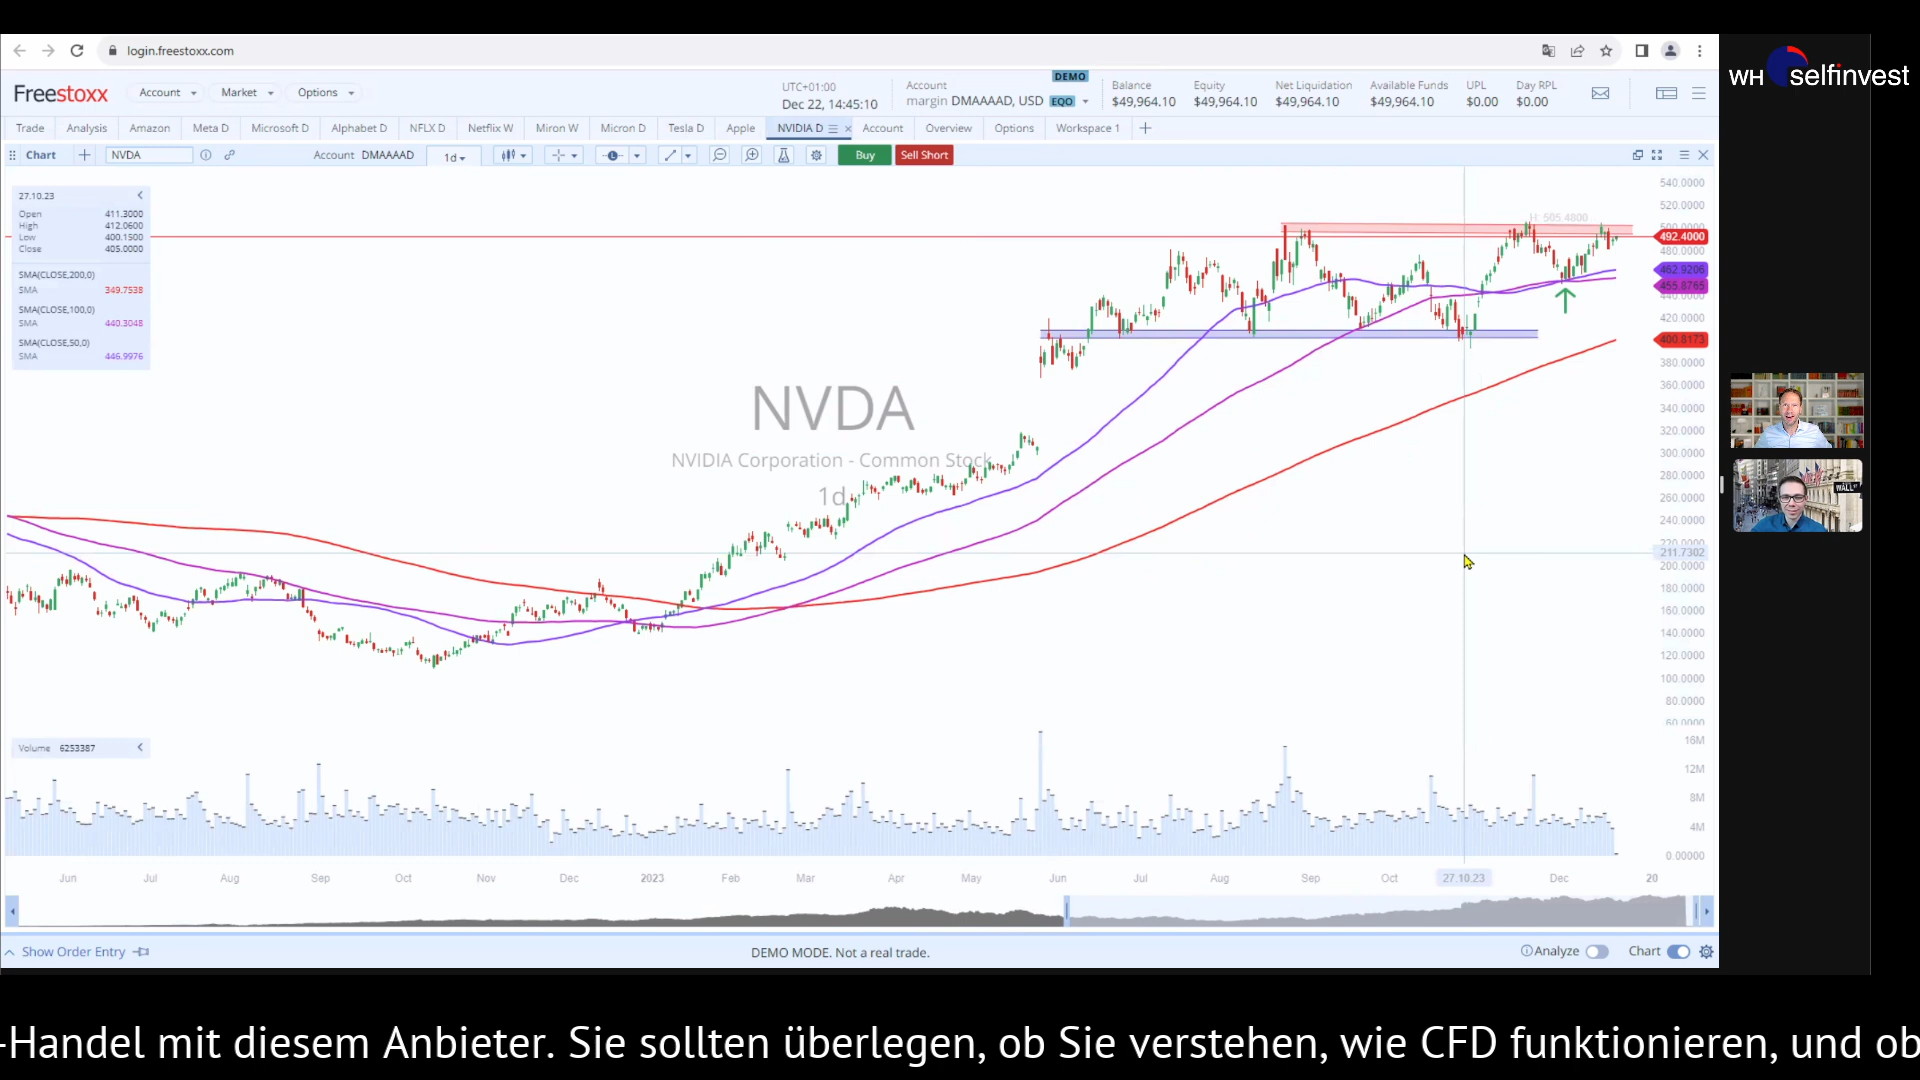 login.freestoxx.com
WH selfinvest
Freestoxx
Account
Market
Options
UTC+01:00
Dec 22, 14:45:10
Account
DEMO
margin DMAAAAD, USD EQO
Balance
$49,964.10
Equity
$49,964.10
Net Liquidation
$49,964.10
Available Funds
$49,964.10
UPL
$0.00
Day RPL
$0.00
Trade
Analysis
Amazon
Meta D
Microsoft D
Alphabet D
NFLX D
Netflix W
Miron W
Micron D
Tesla D
Apple
NVIDIA D
Account
Overview
Options
Workspace 1
Chart
NVDA
Account DMAAAAD
1d
Buy
Sell Short
27.10.23
Open 411.3000
High 412.0600
Low 400.1500
Close 405.0000
SMA(CLOSE,200,0)
SMA 349.7538
SMA(CLOSE,100,0)
SMA 440.3048
SMA(CLOSE,50,0)
SMA 446.9976
H: 505.4800
540.0000
520.0000
492.4000
480.0000
462.9206
455.8765
420.0000
400.8173
380.0000
360.0000
340.0000
320.0000
300.0000
280.0000
260.0000
240.0000
211.7302
200.0000
180.0000
160.0000
140.0000
120.0000
100.0000
80.0000
60.0000
NVDA
NVIDIA Corporation - Common Stock
1d
WALL
Volume 6253387
16M
12M
8M
4M
0.00000
Jun
Jul
Aug
Sep
Oct
Nov
Dec
2023
Feb
Mar
Apr
May
Jun
Jul
Aug
Sep
Oct
27.10.23
Dec
20
Show Order Entry
DEMO MODE. Not a real trade.
Analyze
Chart
-Handel mit diesem Anbieter. Sie sollten überlegen, ob Sie verstehen, wie CFD funktionieren, und ob